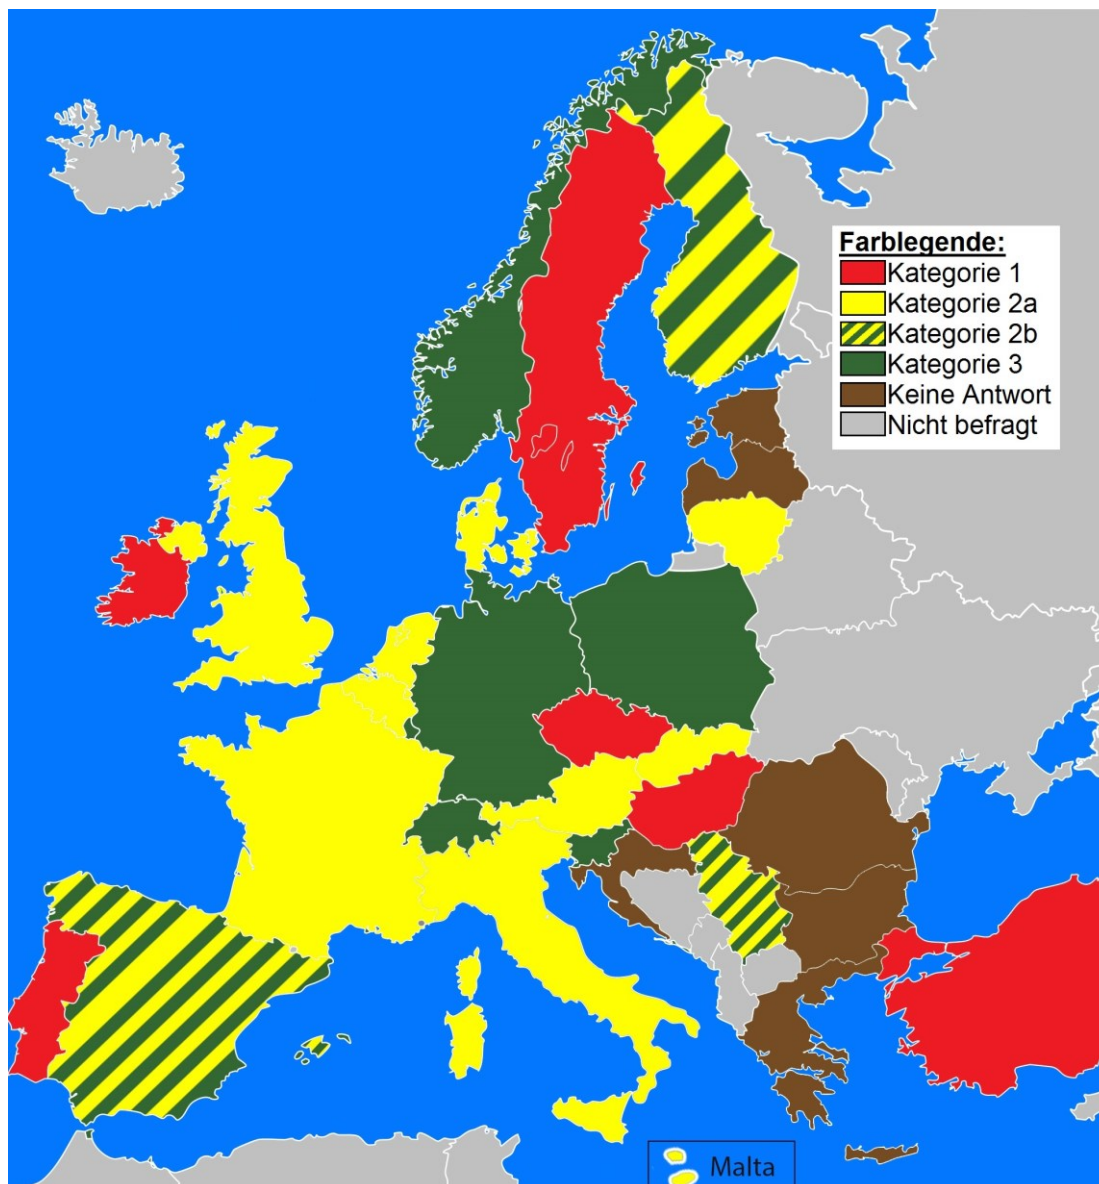 Farblegende:
Kategorie 1
Kategorie 2a
Kategorie 2b
Kategorie 3
Keine Antwort
Nicht befragt
Malta